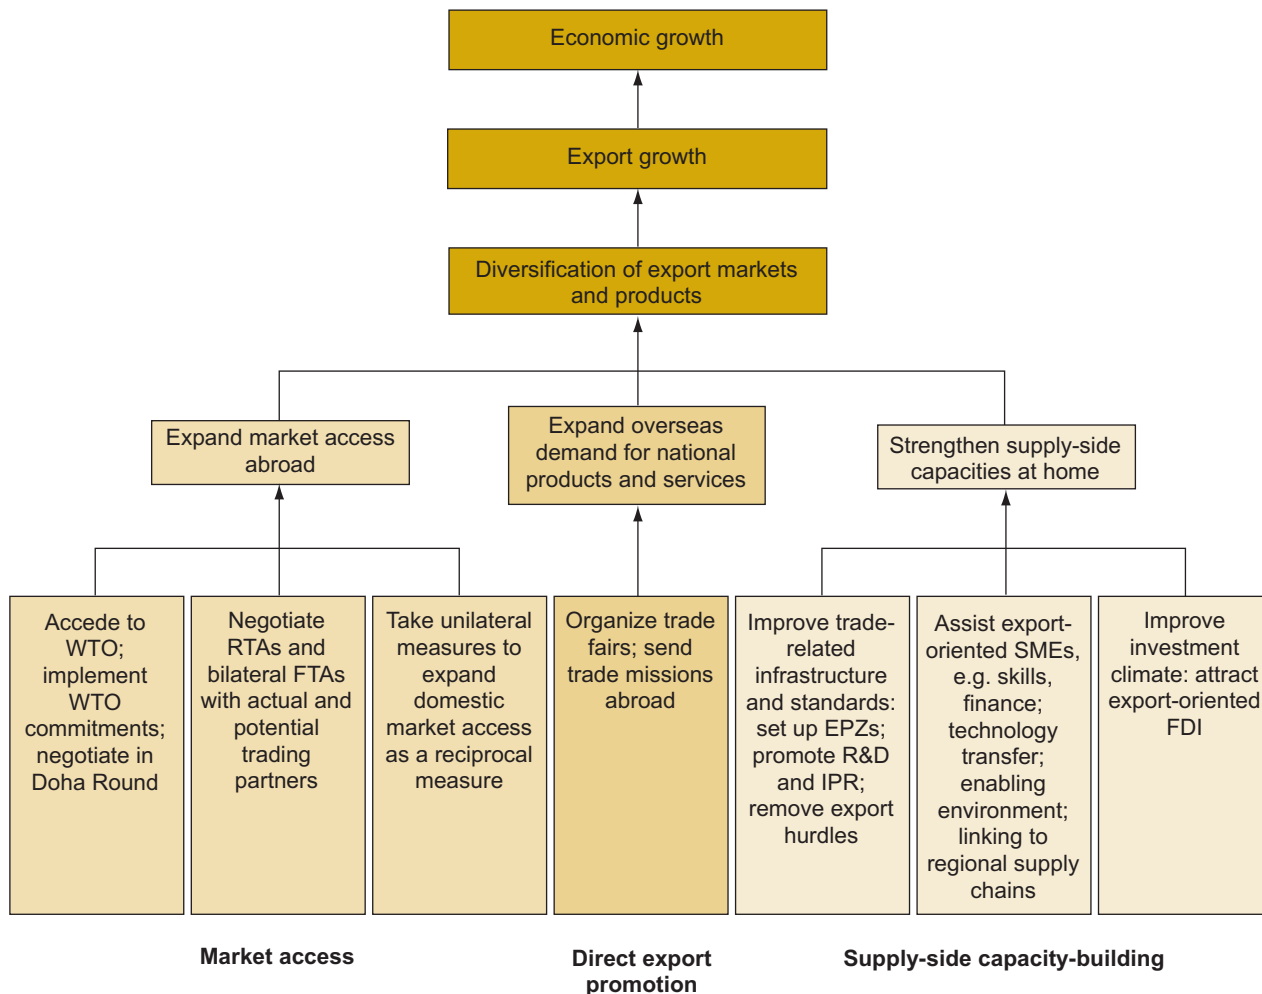 Economic growth
Export growth
Diversification of export markets
and products
Expand market access
abroad
Expand overseas
demand for national
products and services
Strengthen supply-side
capacities at home
Accede to
WTO;
implement
WTO
commitments;
negotiate in
Doha Round
Negotiate
RTAs and
bilateral FTAs
with actual and
potential
trading
partners
Take unilateral
measures to
expand
domestic
market access
as a reciprocal
measure
Organize trade
fairs; send
trade missions
abroad
Improve trade-
related
infrastructure
and standards:
set up EPZs;
promote R&D
and IPR;
remove export
hurdles
Assist export-
oriented SMEs,
e.g. skills,
finance;
technology
transfer;
enabling
environment;
linking to
regional supply
chains
Improve
investment
climate: attract
export-oriented
FDI
Market access
Direct export
promotion
Supply-side capacity-building